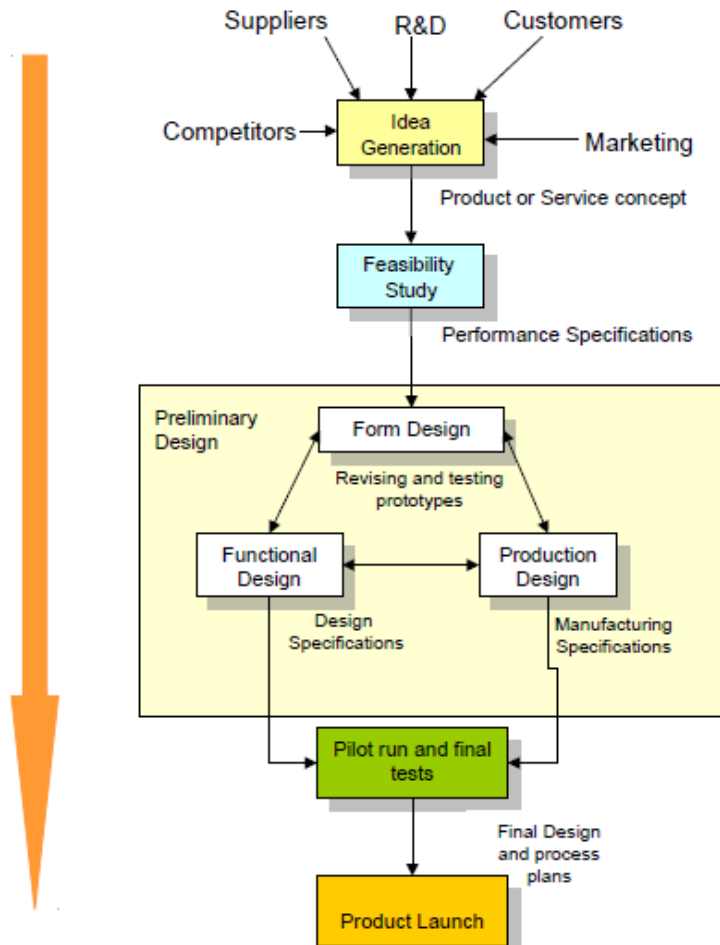 Suppliers
R&D
Customers
Idea
Generation
Competitors
Marketing
Product or Service concept
Feasibility
Study
Performance Specifications
Preliminary
Design
Form Design
Revising and testing
prototypes
Functional
Design
Production
Design
Design
Specifications
Manufacturing
Specifications
Pilot run and final
tests
Final Design
and process
plans
Product Launch